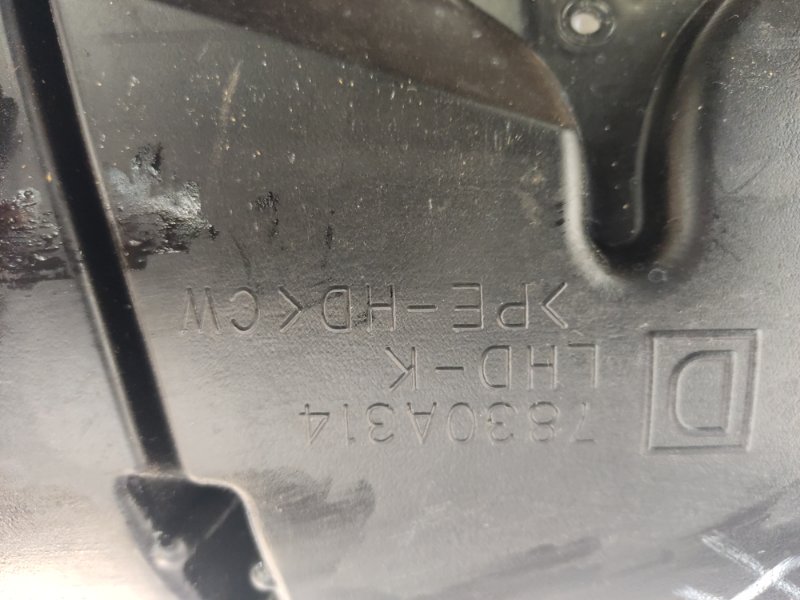 D
7830A314
LHD-K
>PE-HD< CW